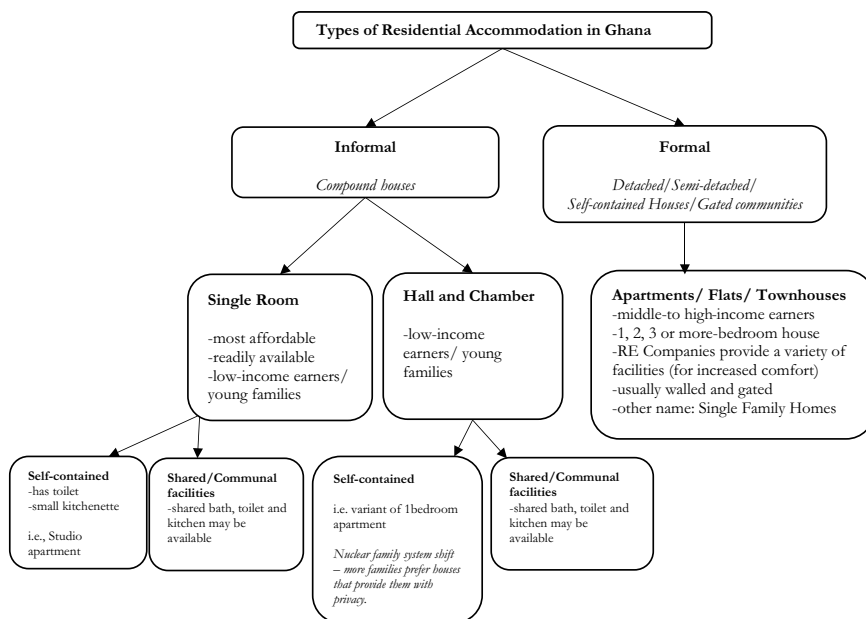 Types of Residential Accommodation in Ghana
Informal
Compound houses
Formal
Detached/ Semi-detached/
Self-contained Houses/ Gated communities
Single Room
-most affordable
-readily available
-low-income earners/
young families
Hall and Chamber
-low-income
earners/ young
families
Apartments/ Flats/ Townhouses
-middle-to high-income earners
-1, 2, 3 or more-bedroom house
-RE Companies provide a variety of
facilities (for increased comfort)
-usually walled and gated
-other name: Single Family Homes
Self-contained
-has toilet
-small kitchenette
i.e., Studio
apartment
Shared/Communal
facilities
-shared bath, toilet and
kitchen may be
available
Self-contained
i.e. variant of 1bedroom
apartment
Nuclear family system shift
– more families prefer houses
that provide them with
privacy.
Shared/Communal
facilities
-shared bath, toilet and
kitchen may be
available